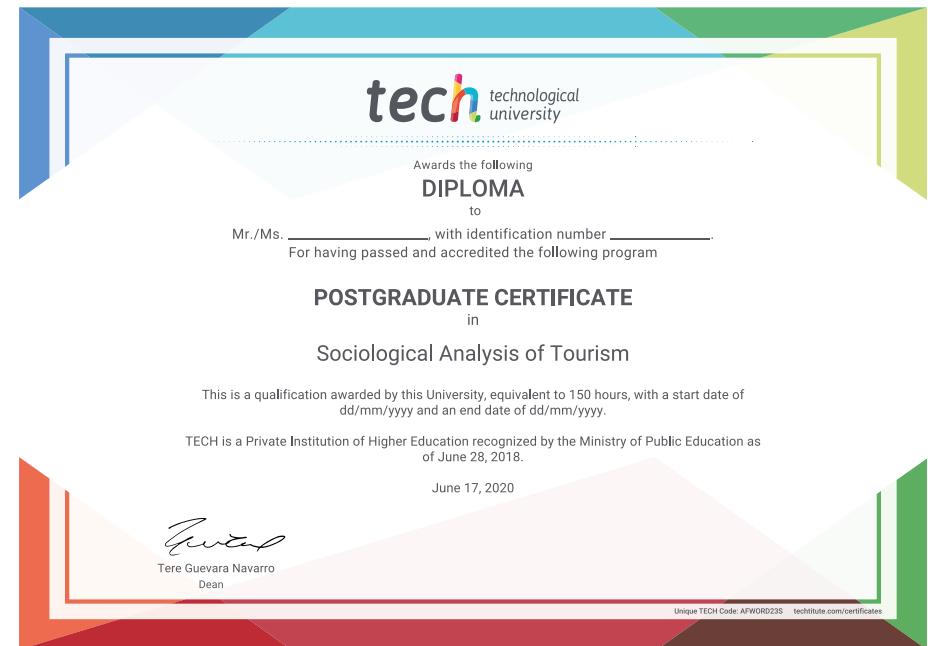 tech technological
university
Awards the following
DIPLOMA
to
Mr./Ms. ____________________, with identification number ______________.
For having passed and accredited the following program
POSTGRADUATE CERTIFICATE
in
Sociological Analysis of Tourism
This is a qualification awarded by this University, equivalent to 150 hours, with a start date of
dd/mm/yyyy and an end date of dd/mm/yyyy.
TECH is a Private Institution of Higher Education recognized by the Ministry of Public Education as
of June 28, 2018.
June 17, 2020
Tere Guevara Navarro
Dean
Unique TECH Code: AFWORD23S techtitute.com/certificates